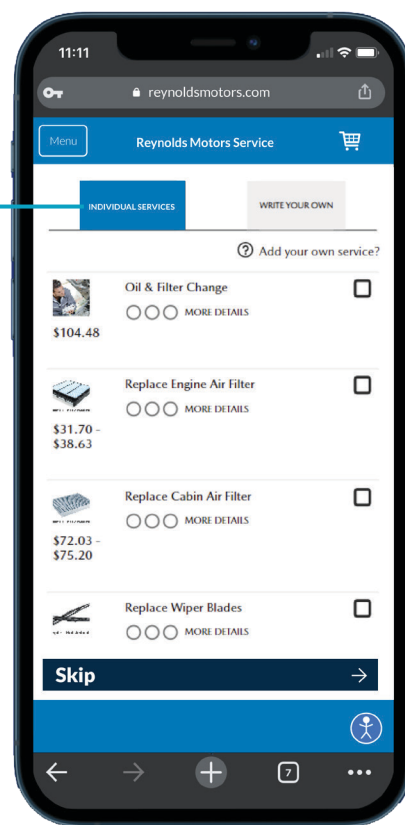 11:11
reynoldsmotors.com
Menu
Reynolds Motors Service
INDIVIDUAL SERVICES
WRITE YOUR OWN
? Add your own service?
Oil & Filter Change
MORE DETAILS
$104.48
Replace Engine Air Filter
MORE DETAILS
$31.70 -
$38.63
Replace Cabin Air Filter
MORE DETAILS
$72.03 -
$75.20
Replace Wiper Blades
MORE DETAILS
Skip
7